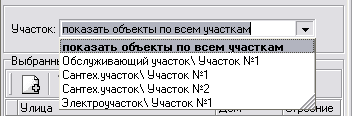 Участок: показать объекты по всем участкам
показать объекты по всем участкам
Обслуживающий участок\ Участок №1
Сантех.участок\ Участок №1
Сантех.участок\ Участок №2
Электроучасток\ Участок №1
Выбранны
Улица Дом Строение